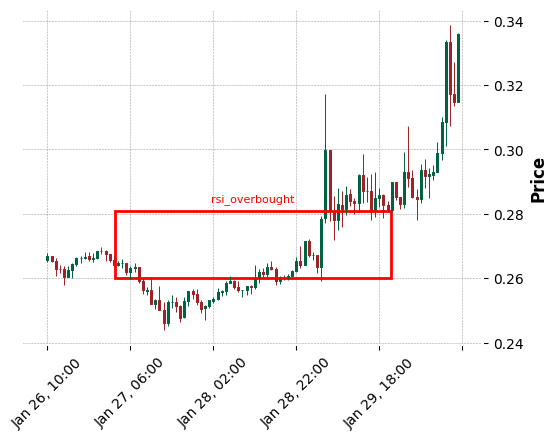 0.34
0.32
0.30
rsi_overbought
0.28
0.26
0.24
Price
Jan 26, 10:00
Jan 27, 06:00
Jan 28, 02:00
Jan 28, 22:00
Jan 29, 18:00